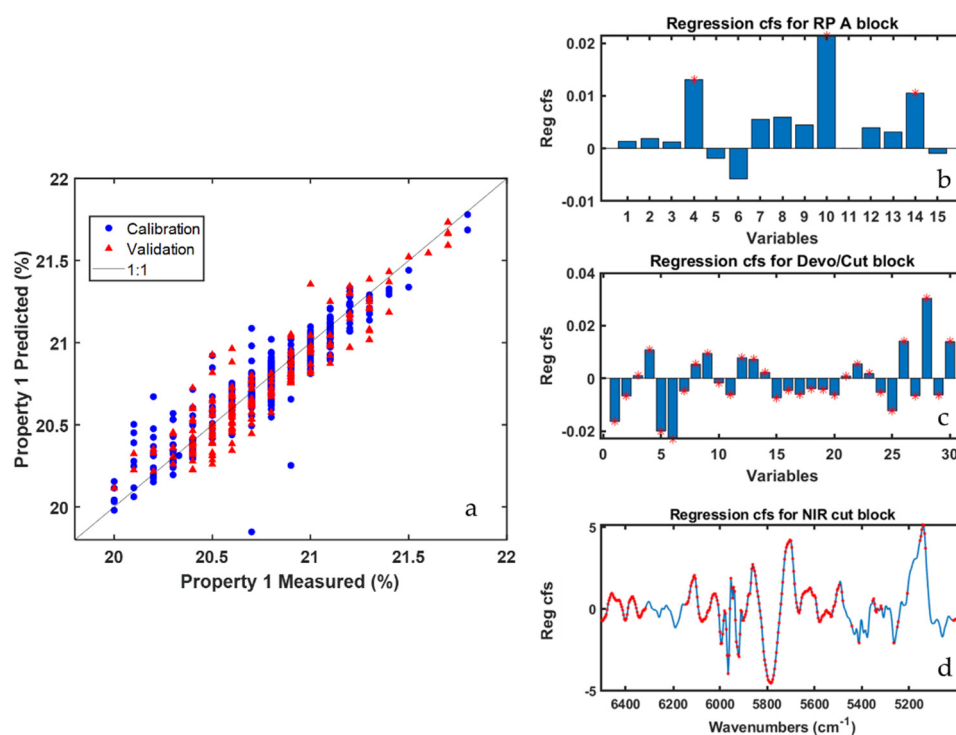 22
21.5
21
20.5
20
20
20.5
21
21.5
22
Property 1 Predicted (%)
Property 1 Measured (%)
Calibration
Validation
1:1
a
Regression cfs for RP A block
0.02
0.01
0
-0.01
Reg cfs
1 2 3 4 5 6 7 8 9 10 11 12 13 14 15
Variables
b
Regression cfs for Devo/Cut block
0.04
0.02
0
-0.02
Reg cfs
0 5 10 15 20 25 30
Variables
c
Regression cfs for NIR cut block
5
0
-5
Reg cfs
6400 6200 6000 5800 5600 5400 5200
Wavenumbers (cm-1)
d